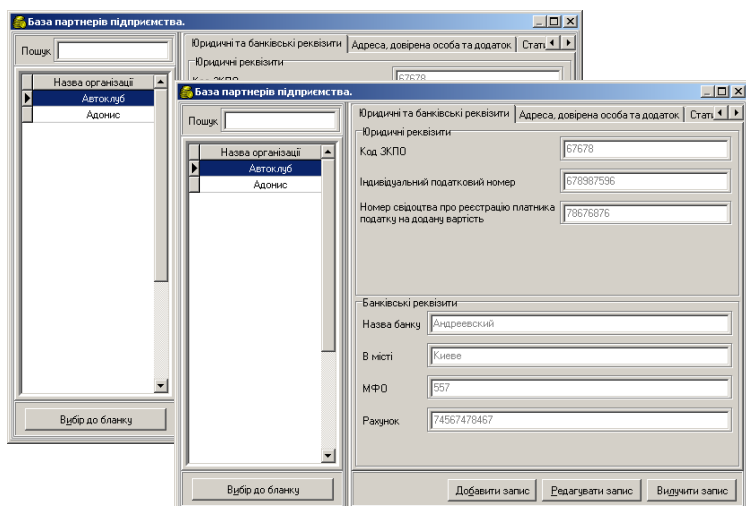 База партнерів підприємства.
Пошук
Юридичні та банківські реквізити Адреса, довірена особа та додаток Стат
Юридичні реквізити
Код ЗКПО 67678
Назва організації
Автоклуб
Адонис
Вибір до бланку
База партнерів підприємства.
Пошук
Назва організації
Автоклуб
Адонис
Вибір до бланку
Юридичні та банківські реквізити Адреса, довірена особа та додаток Стат
Юридичні реквізити
Код ЗКПО 67678
Індивідуальний податковий номер 678987596
Номер свідоцтва про реєстрацію платника
податку на додану вартість 78676876
Банківські реквізити
Назва банку Андреевский
В місті Киеве
МФО 557
Рахунок 74567478467
Добавити запис Редагувати запис Вилучити запис